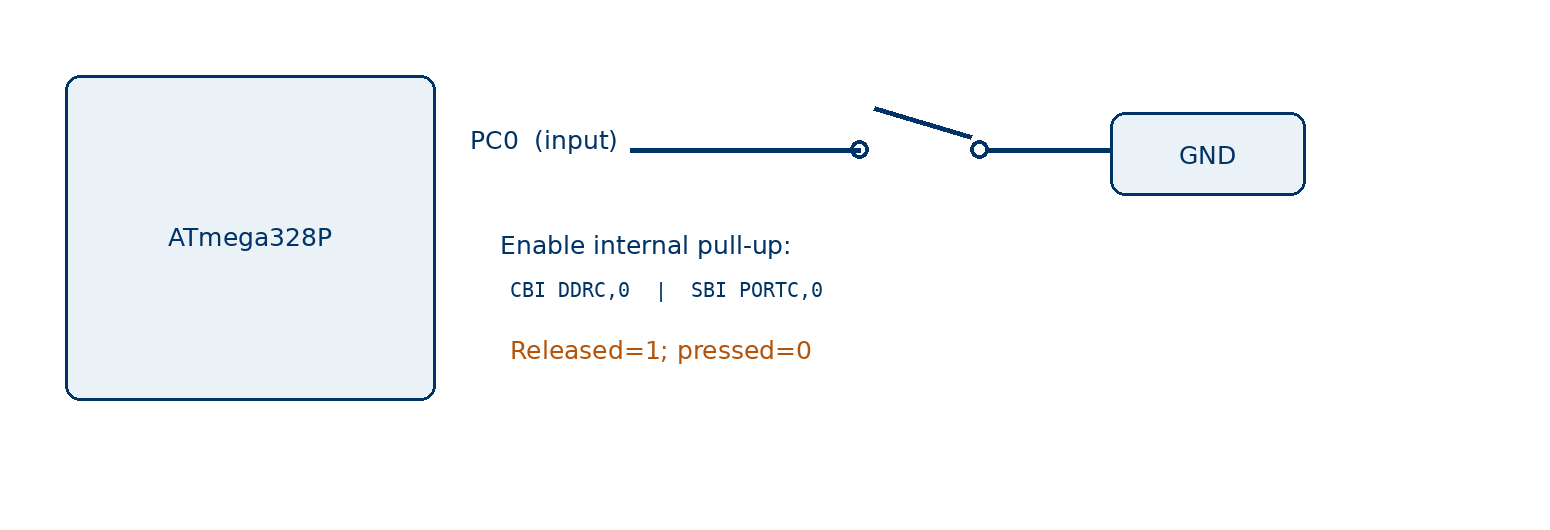 PC0  (input)
GND
ATmega328P
Enable internal pull-up:
CBI DDRC,0  |  SBI PORTC,0
Released=1; pressed=0